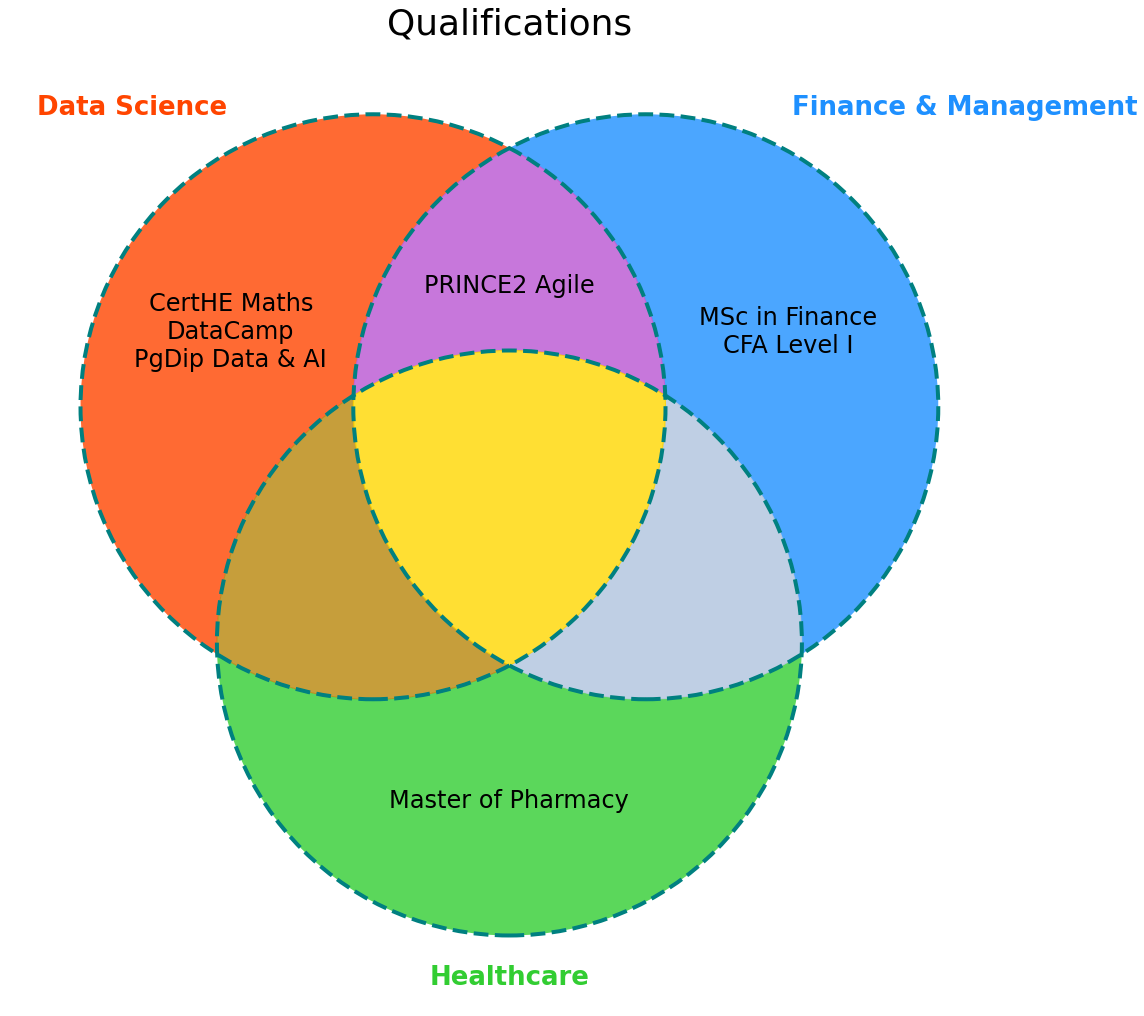 Qualifications
Data Science
Finance & Management
PRINCE2 Agile
CertHE Maths
DataCamp
PgDip Data & AI
MSc in Finance
CFA Level I
Master of Pharmacy
Healthcare